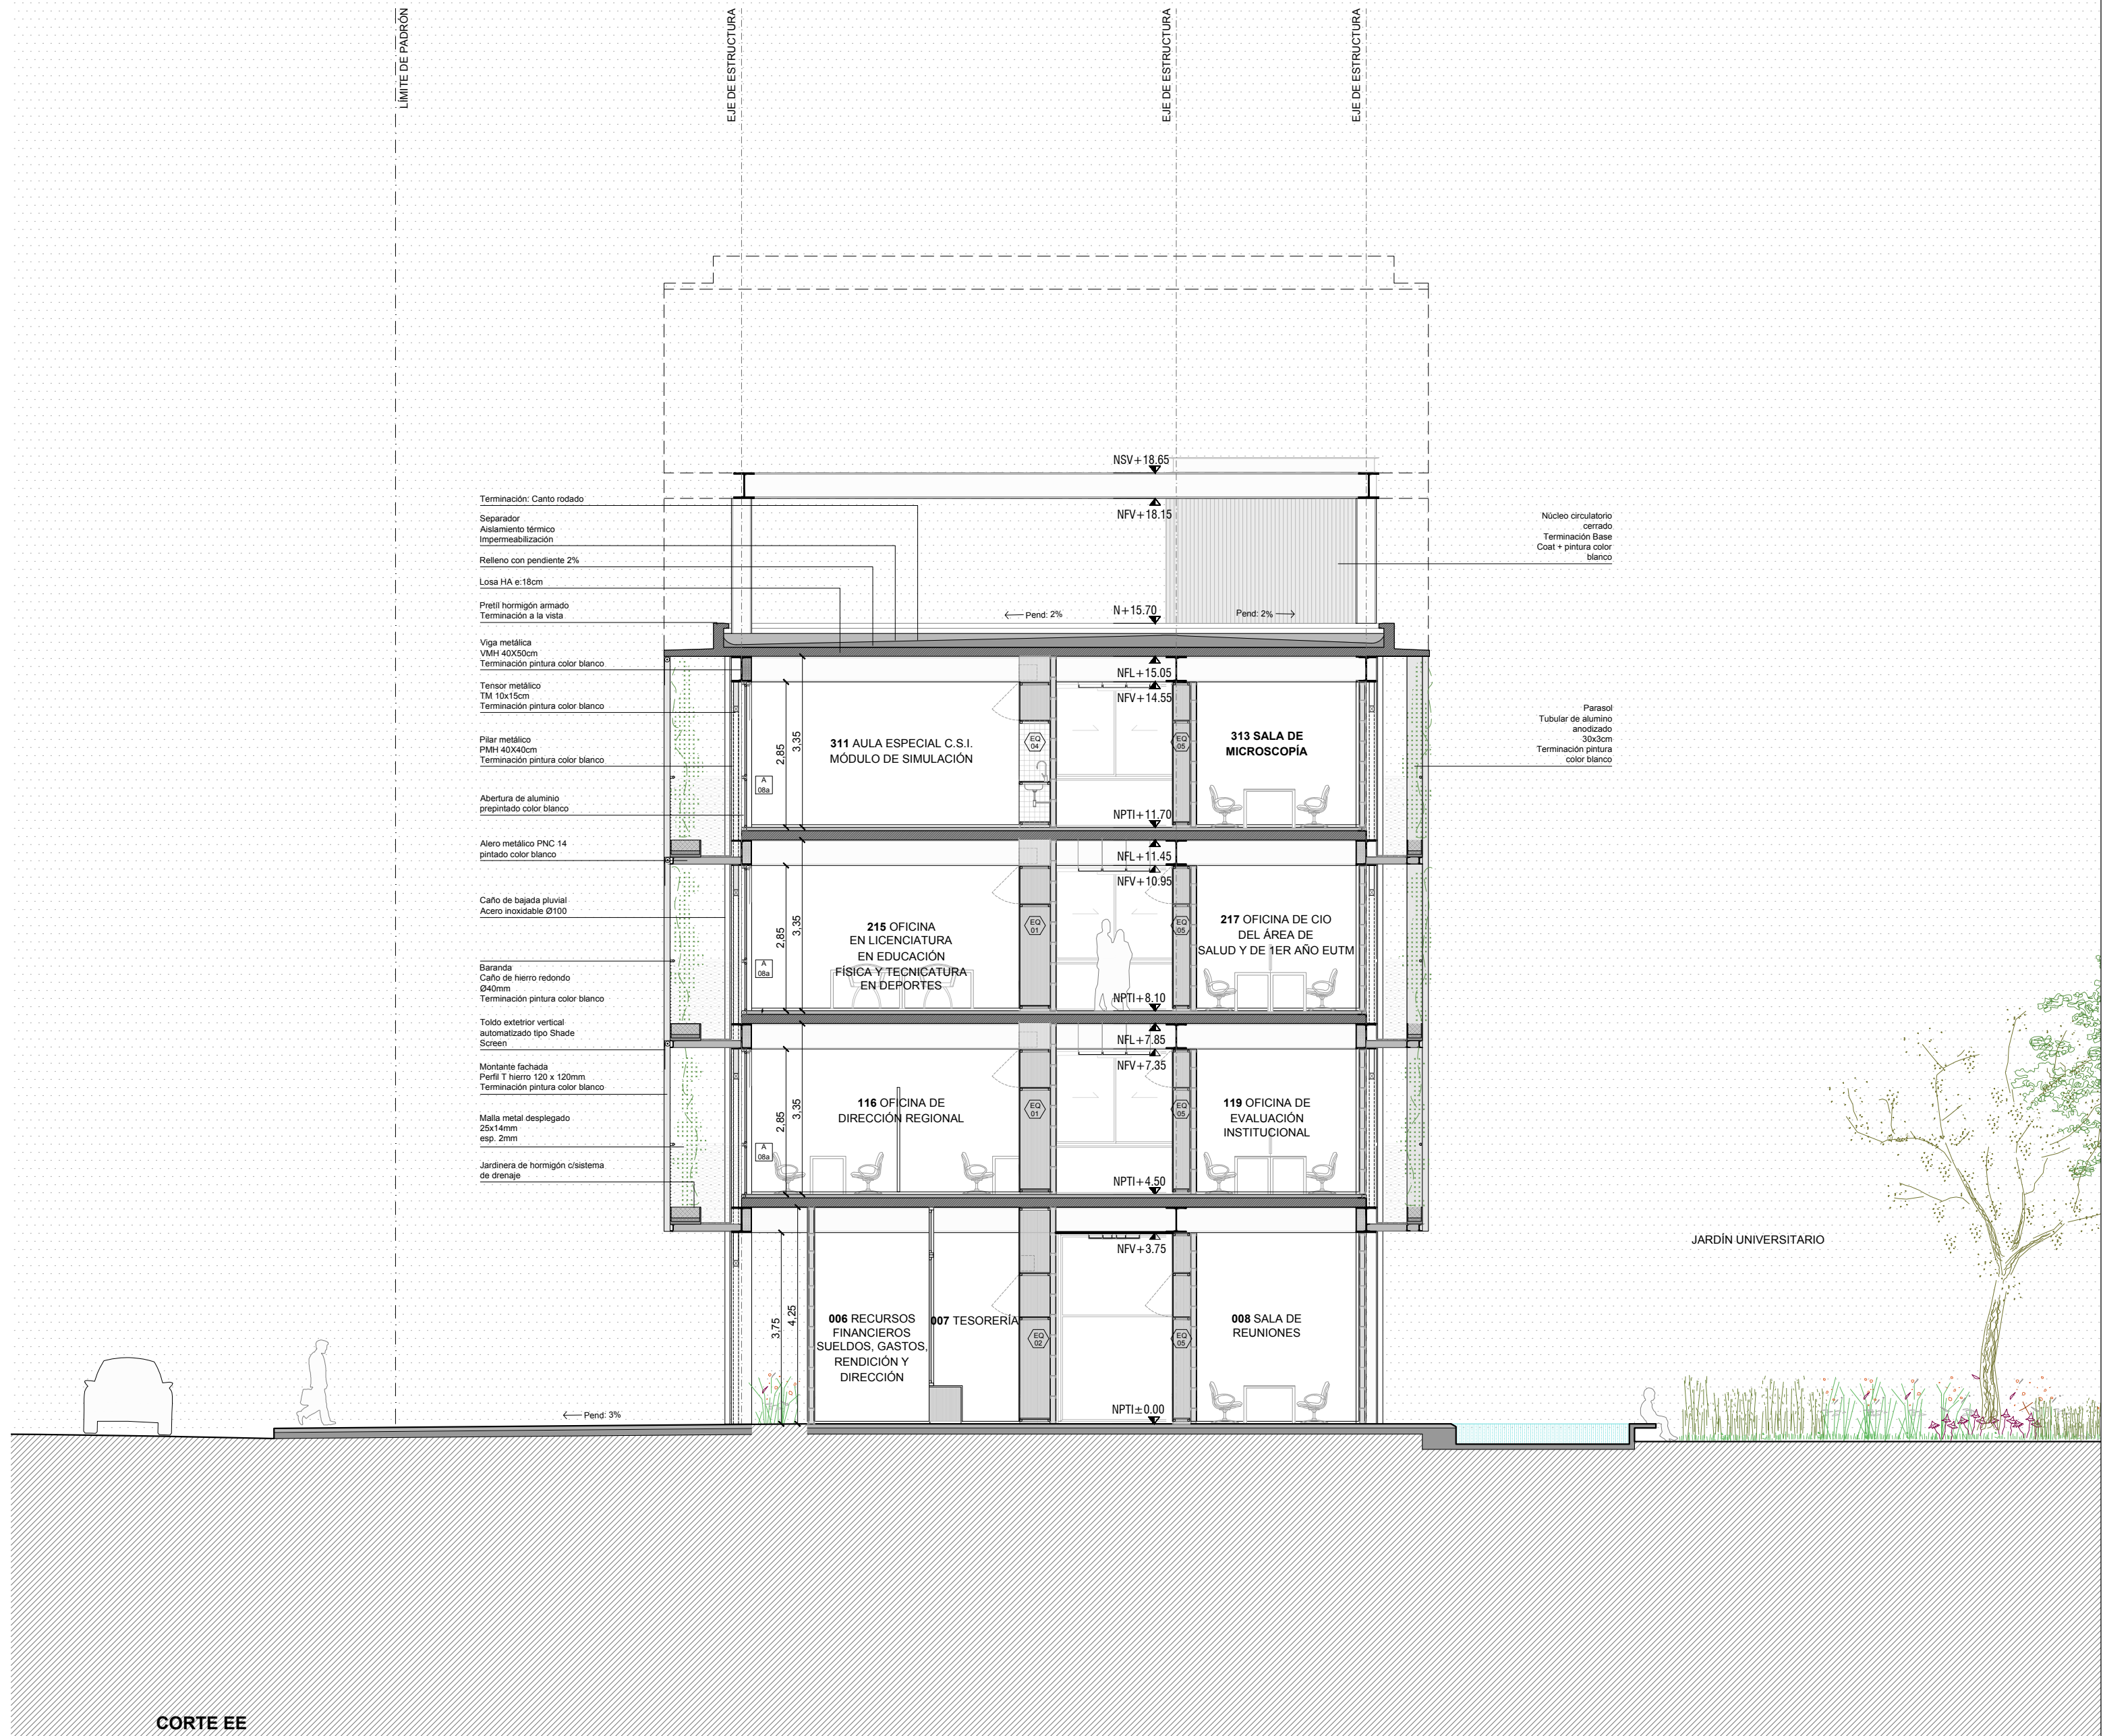 LÍMITE DE PADRÓN
EJE DE ESTRUCTURA
EJE DE ESTRUCTURA
EJE DE ESTRUCTURA
NSV+18.65
NFV+18.15
N+15.70
Pend: 2%
Pend: 2%
Terminación: Canto rodado
Separador
Aislamiento térmico
Impermeabilización
Relleno con pendiente 2%
Losa HA e:18cm
Pretíl hormigón armado
Terminación a la vista
Viga metálica
VMH 40X50cm
Terminación pintura color blanco
Tensor metálico
TM 10x15cm
Terminación pintura color blanco
Pilar metálico
PMH 40X40cm
Terminación pintura color blanco
Abertura de aluminio
prepintado color blanco
Alero metálico PNC 14
pintado color blanco
Caño de bajada pluvial
Acero inoxidable Ø100
Baranda
Caño de hierro redondo
Ø40mm
Terminación pintura color blanco
Toldo extetrior vertical
automatizado tipo Shade
Screen
Montante fachada
Perfil T hierro 120 x 120mm
Terminación pintura color blanco
Malla metal desplegado
25x14mm
esp. 2mm
Jardinera de hormigón c/sistema
de drenaje
Núcleo circulatorio
cerrado
Terminación Base
Coat + pintura color
blanco
Parasol
Tubular de alumino
anodizado
30x3cm
Terminación pintura
color blanco
NFL+15.05
NFV+14.55
2,85
3,35
311 AULA ESPECIAL C.S.I.
MÓDULO DE SIMULACIÓN
A
08a
EQ
04
EQ
05
313 SALA DE
MICROSCOPÍA
NPTI+11.70
NFL+11.45
NFV+10.95
2,85
3,35
215 OFICINA
EN LICENCIATURA
EN EDUCACIÓN
FÍSICA Y TECNICATURA
EN DEPORTES
A
08a
EQ
01
EQ
05
217 OFICINA DE CIO
DEL ÁREA DE
SALUD Y DE 1ER AÑO EUTM
NPTI+8.10
NFL+7.85
NFV+7.35
2,85
3,35
116 OFICINA DE
DIRECCIÓN REGIONAL
A
08a
EQ
01
EQ
05
119 OFICINA DE
EVALUACIÓN
INSTITUCIONAL
NPTI+4.50
NFV+3.75
3,75
4,25
006 RECURSOS
FINANCIEROS
SUELDOS, GASTOS,
RENDICIÓN Y
DIRECCIÓN
007 TESORERÍA
EQ
02
EQ
05
008 SALA DE
REUNIONES
NPTI±0.00
Pend: 3%
JARDÍN UNIVERSITARIO
CORTE EE